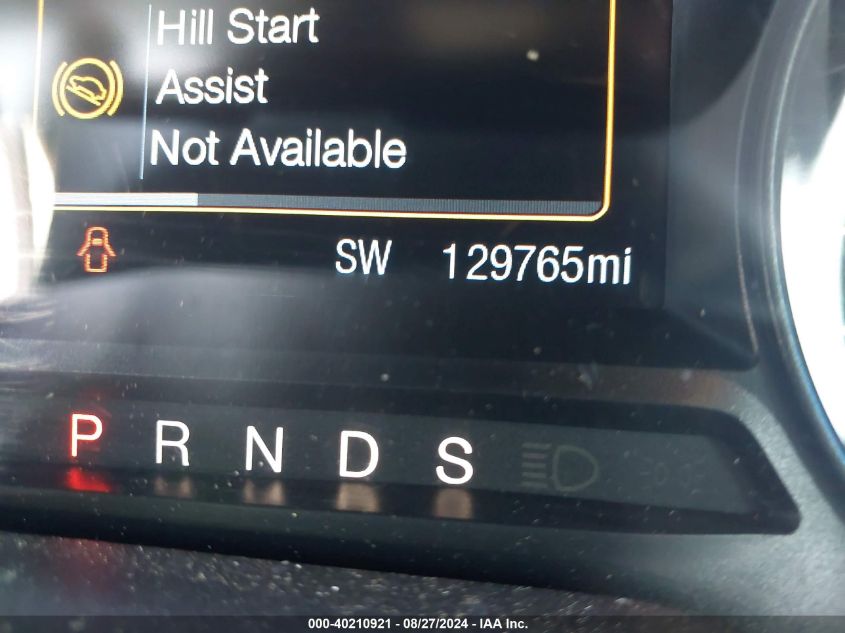 Hill Start
Assist
Not Available
SW 129765mi
P R N D S
000-40210921 - 08/27/2024 - IAA Inc.